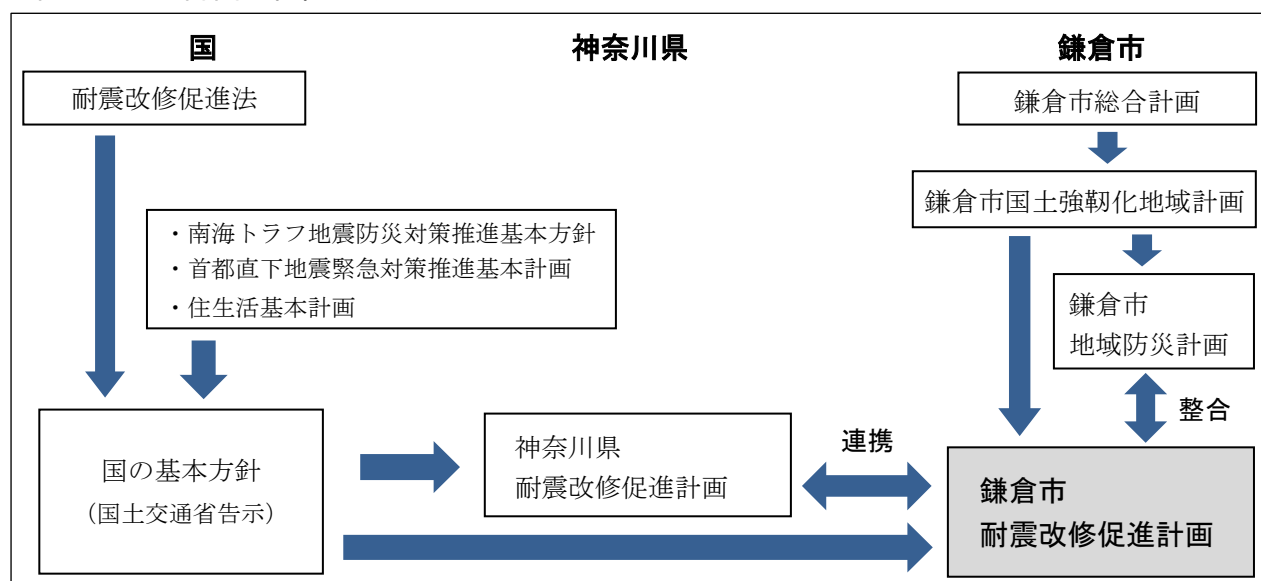 国
神奈川県
鎌倉市
耐震改修促進法
鎌倉市総合計画
鎌倉市国土強靭化地域計画
・南海トラフ地震防災対策推進基本方針
・首都直下地震緊急対策推進基本計画
・住生活基本計画
鎌倉市
地域防災計画
整合
国の基本方針
(国土交通省告示)
神奈川県
耐震改修促進計画
連携
鎌倉市
耐震改修促進計画